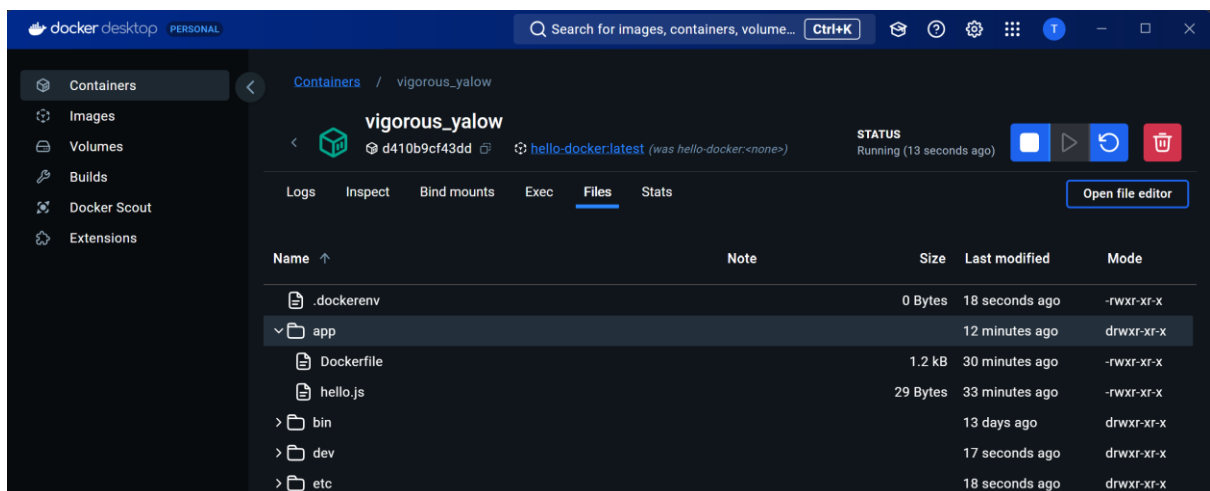 docker desktop PERSONAL Search for images, containers, volume... Ctrl+K T
Containers
Images
Volumes
Builds
Docker Scout
Extensions
Containers / vigorous_yalow
vigorous_yalow
d410b9cf43dd hello-docker:latest (was hello-docker:<none>)
STATUS
Running (13 seconds ago)
Logs Inspect Bind mounts Exec Files Stats Open file editor
Name ↑ Note Size Last modified Mode
.dockerenv 0 Bytes 18 seconds ago -rwxr-xr-x
app 12 minutes ago drwxr-xr-x
Dockerfile 1.2 kB 30 minutes ago -rwxr-xr-x
hello.js 29 Bytes 33 minutes ago -rwxr-xr-x
bin 13 days ago drwxr-xr-x
dev 17 seconds ago drwxr-xr-x
etc 18 seconds ago drwxr-xr-x